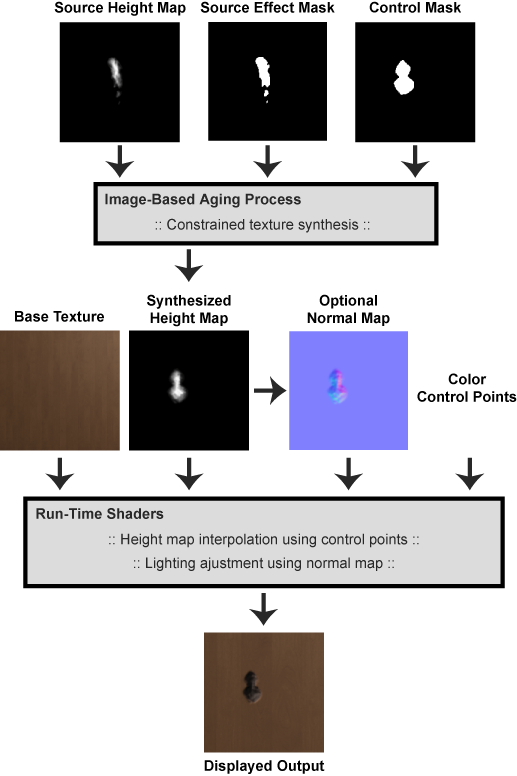 Source Height Map
Source Effect Mask
Control Mask
Image-Based Aging Process
:: Constrained texture synthesis ::
Base Texture
Synthesized
Height Map
Optional
Normal Map
Color
Control Points
Run-Time Shaders
:: Height map interpolation using control points ::
:: Lighting ajustment using normal map ::
Displayed Output